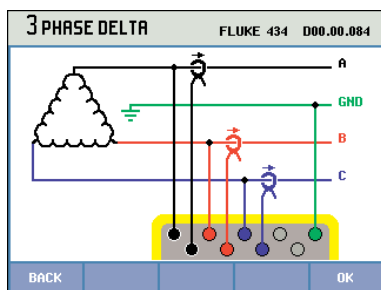 3 PHASE DELTA FLUKE 434 D00.00.084
A
GND
B
C
BACK OK